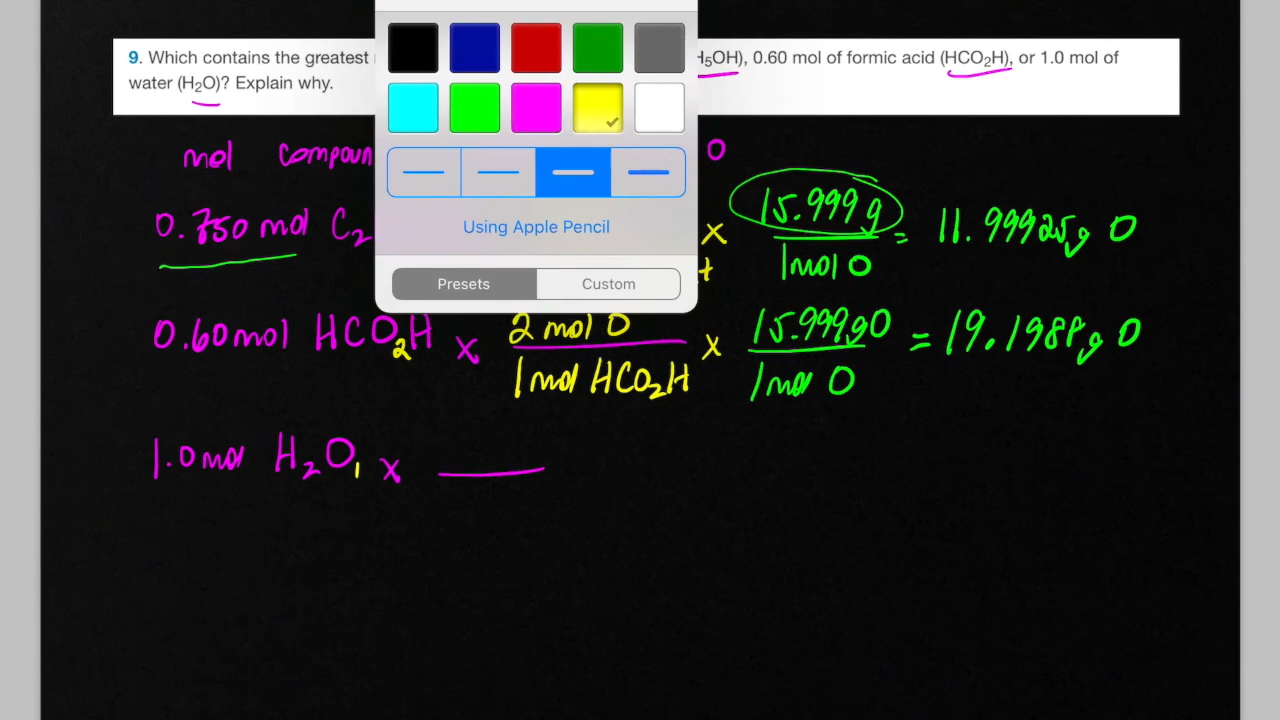 9. Which contains the greatest H₅OH), 0.60 mol of formic acid (HCO₂H), or 1.0 mol of
water (H₂O)? Explain why.
mol compoun O
0.750 mol C₂ x 15.999 g / 1 mol O = 11.99925 g O
Using Apple Pencil
Presets Custom
0.60 mol HCO₂H x 2 mol O / 1 mol HCO₂H x 15.999 g O / 1 mol O = 19.1988 g O
1.0 mol H₂O₁ x